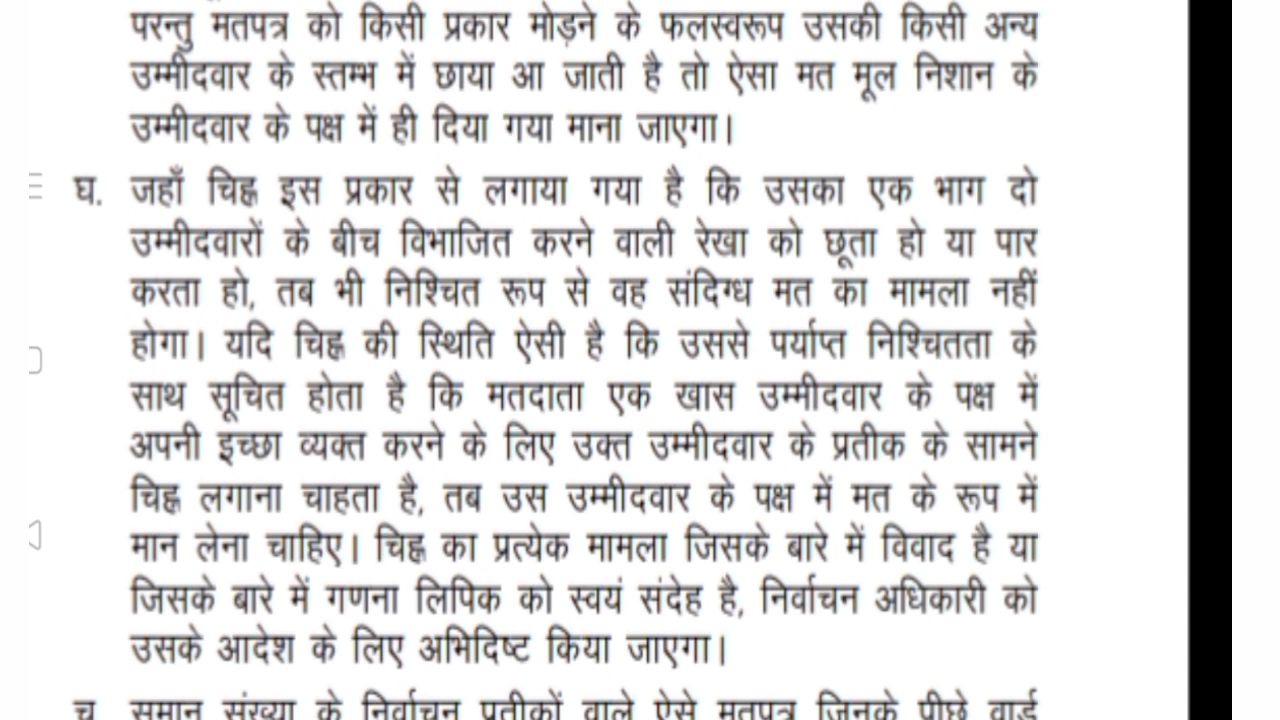 परन्तु मतपत्र को किसी प्रकार मोड़ने के फलस्वरूप उसकी किसी अन्य
उम्मीदवार के स्तम्भ में छाया आ जाती है तो ऐसा मत मूल निशान के
उम्मीदवार के पक्ष में ही दिया गया माना जाएगा।
घ. जहाँ चिह्न इस प्रकार से लगाया गया है कि उसका एक भाग दो
उम्मीदवारों के बीच विभाजित करने वाली रेखा को छूता हो या पार
करता हो, तब भी निश्चित रूप से वह संदिग्ध मत का मामला नहीं
होगा। यदि चिह्न की स्थिति ऐसी है कि उससे पर्याप्त निश्चितता के
साथ सूचित होता है कि मतदाता एक खास उम्मीदवार के पक्ष में
अपनी इच्छा व्यक्त करने के लिए उक्त उम्मीदवार के प्रतीक के सामने
चिह्न लगाना चाहता है, तब उस उम्मीदवार के पक्ष में मत के रूप में
मान लेना चाहिए। चिह्न का प्रत्येक मामला जिसके बारे में विवाद है या
जिसके बारे में गणना लिपिक को स्वयं संदेह है, निर्वाचन अधिकारी को
उसके आदेश के लिए अभिदिष्ट किया जाएगा।
च समान संख्या के निर्वाचन प्रतीकों वाले ऐसे मतपत्र जिनके पीछे वार्ड